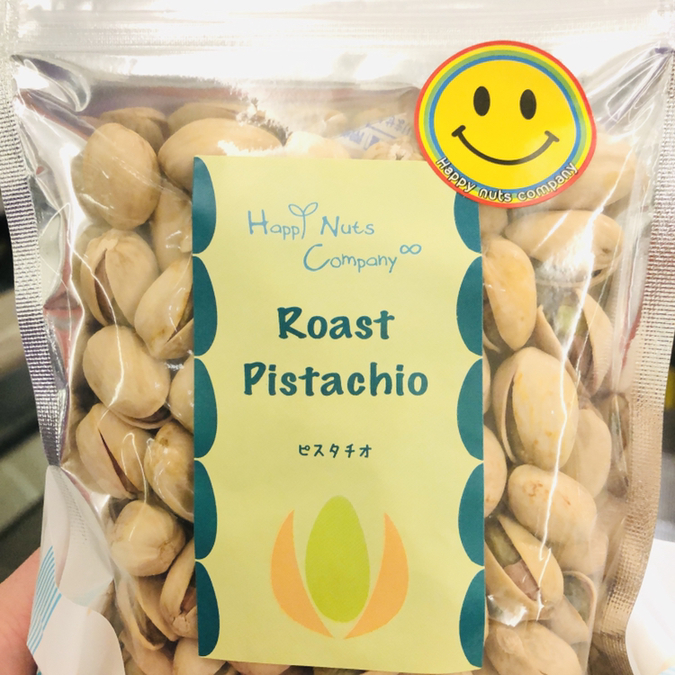 Happy nuts company
Happy Nuts
Company∞
Roast
Pistachio
ピスタチオ